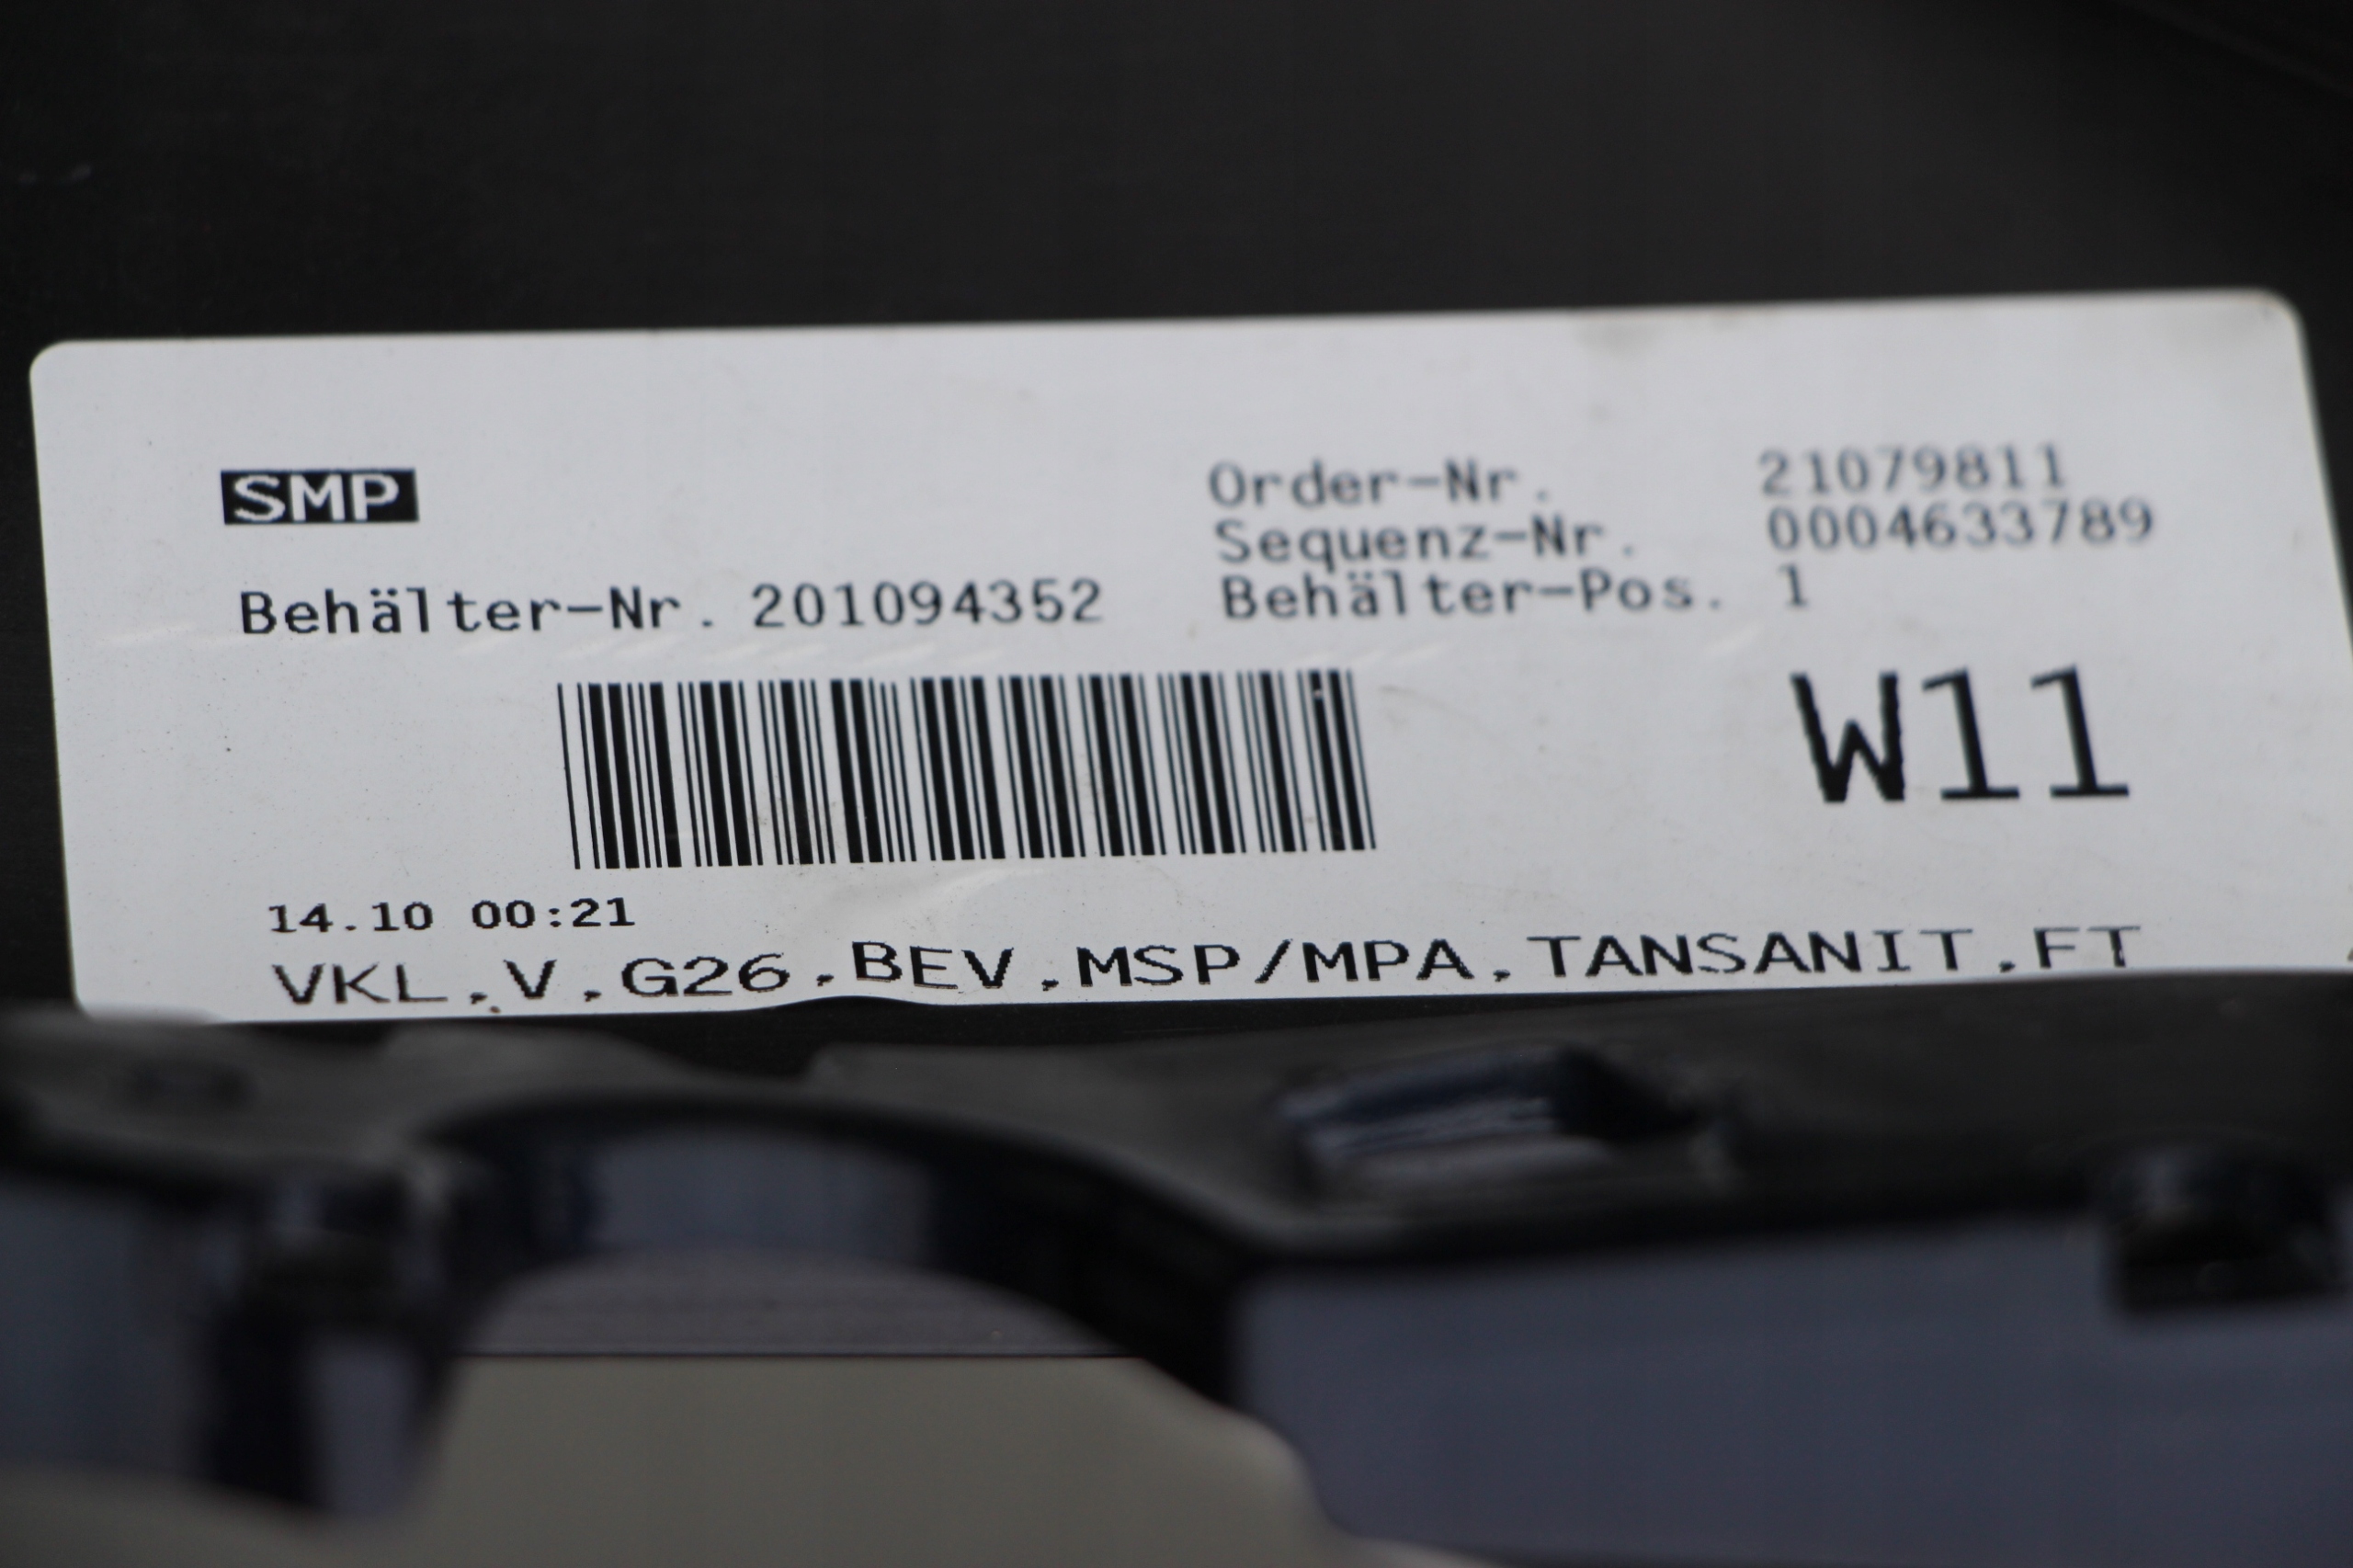 SMP
Order-Nr. 21079811
Sequenz-Nr. 0004633789
Behälter-Nr. 201094352
Behälter-Pos. 1
W11
14.10 00:21
VKL,V,G26,BEV,MSP/MPA,TANSANIT,FT